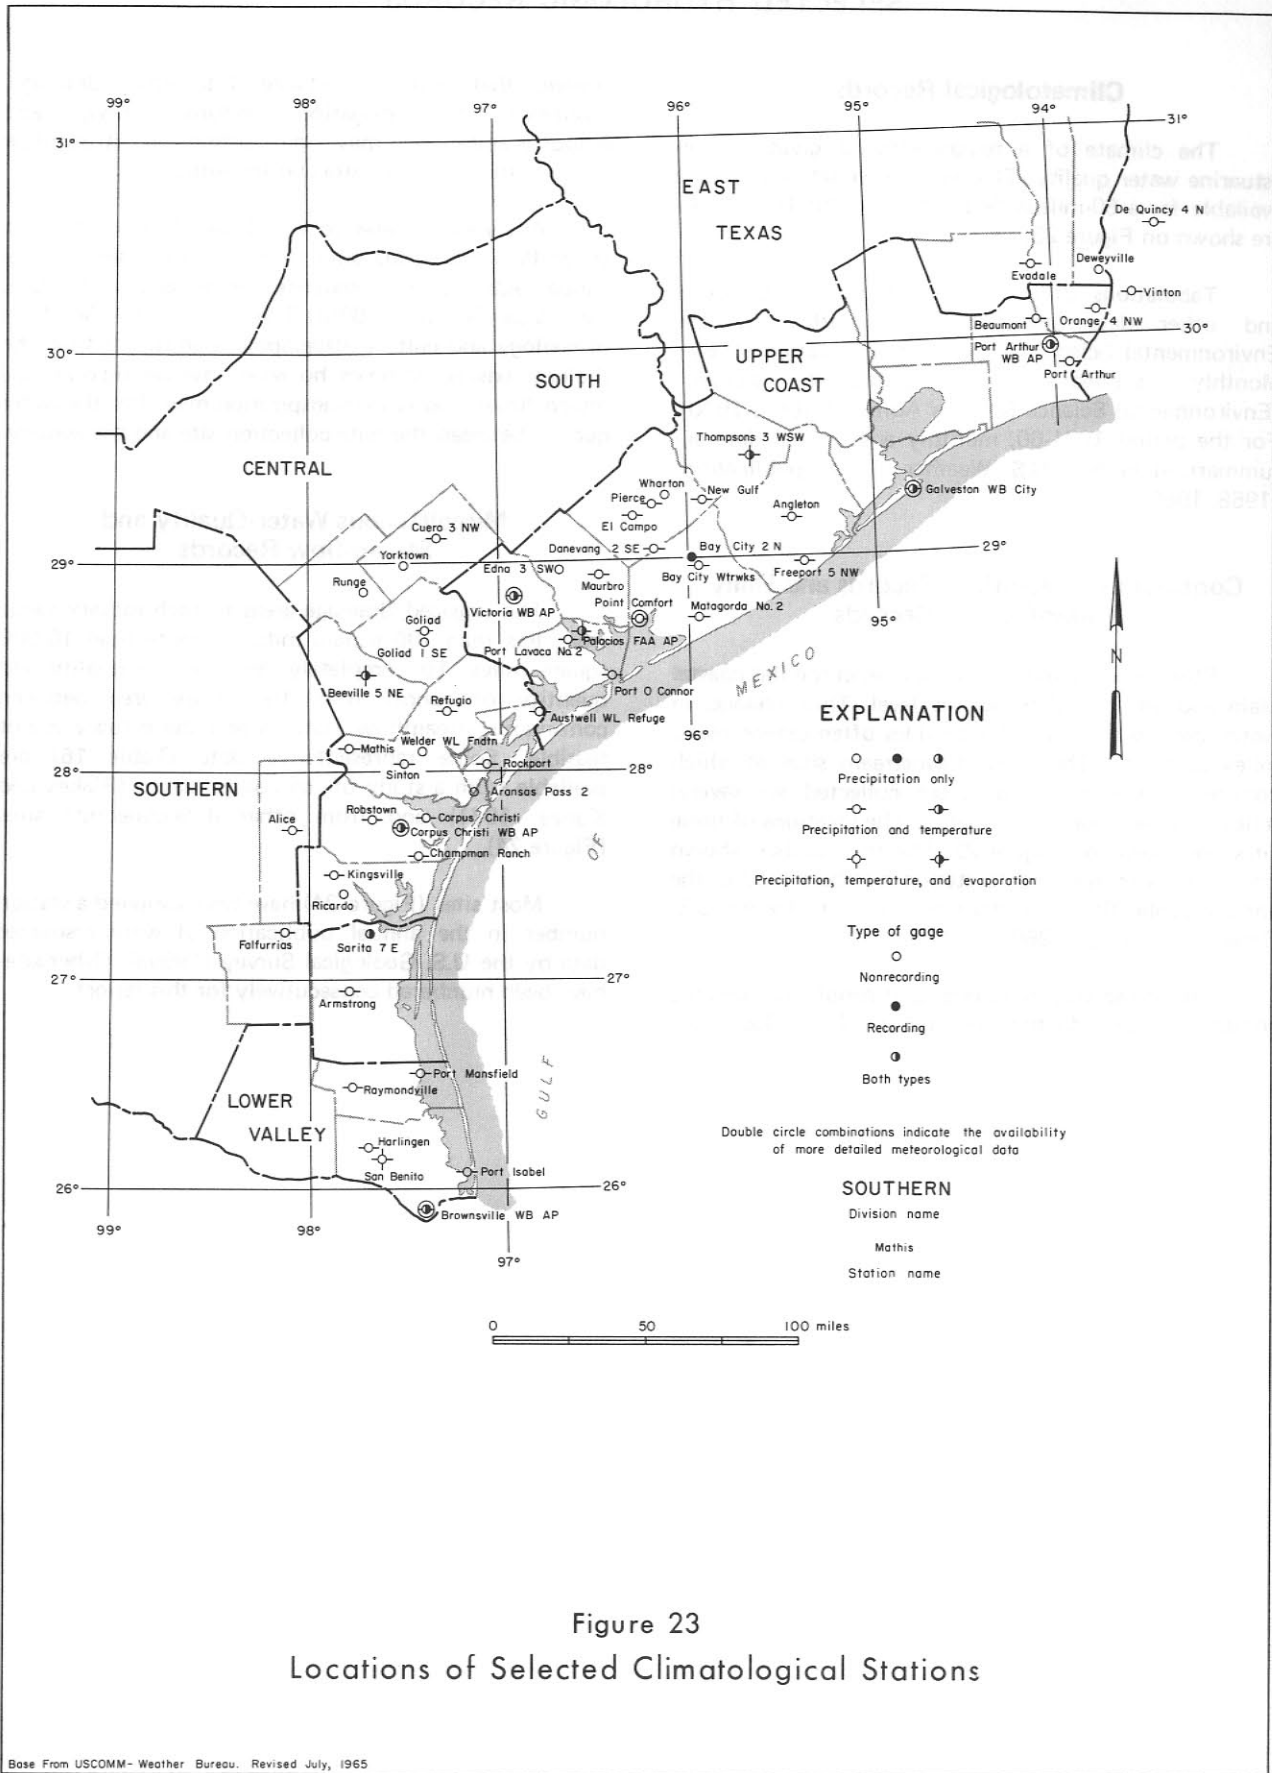 99°
98°
97°
96°
95°
94°
31°
31°
EAST
TEXAS
De Quincy 4 N
Evadale
Deweyville
Vinton
Beaumont
Orange 4 NW
30°
30°
Port Arthur
WB AP
Port Arthur
UPPER
COAST
SOUTH
CENTRAL
Thompsons 3 WSW
Wharton
Pierce
New Gulf
Galveston WB City
El Campo
Angleton
Cuero 3 NW
Danevang 2 SE
Bay City 2 N
29°
29°
Yorktown
Edna 3 SW
Maurbro
Bay City Wtrwks
Freeport 5 NW
Runge
Victoria WB AP
Point Comfort
Matagorda No. 2
95°
Goliad
Goliad 1 SE
Port Lavaca No 2
Palacios FAA AP
Beeville 5 NE
Port O Connor
Refugio
Austwell WL Refuge
96°
Mathis
Welder WL Fndtn
Sinton
Rockport
28°
28°
SOUTHERN
Aransas Pass 2
Alice
Robstown
Corpus Christi
Corpus Christi WB AP
Champman Ranch
Kingsville
Ricardo
Falfurrias
Sarita 7 E
27°
27°
Armstrong
Port Mansfield
Raymondville
LOWER
VALLEY
Harlingen
San Benito
Port Isabel
26°
26°
Brownsville WB AP
99°
98°
97°
GULF
OF
MEXICO
N
EXPLANATION
Precipitation only
Precipitation and temperature
Precipitation, temperature, and evaporation
Type of gage
Nonrecording
Recording
Both types
Double circle combinations indicate the availability
of more detailed meteorological data
SOUTHERN
Division name
Mathis
Station name
0 50 100 miles
Figure 23
Locations of Selected Climatological Stations
Base From USCOMM- Weather Bureau. Revised July, 1965